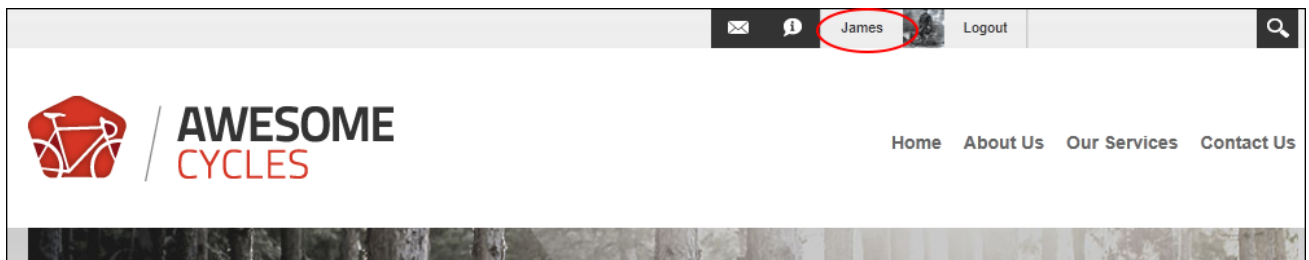 James Logout
AWESOME
CYCLES
Home About Us Our Services Contact Us